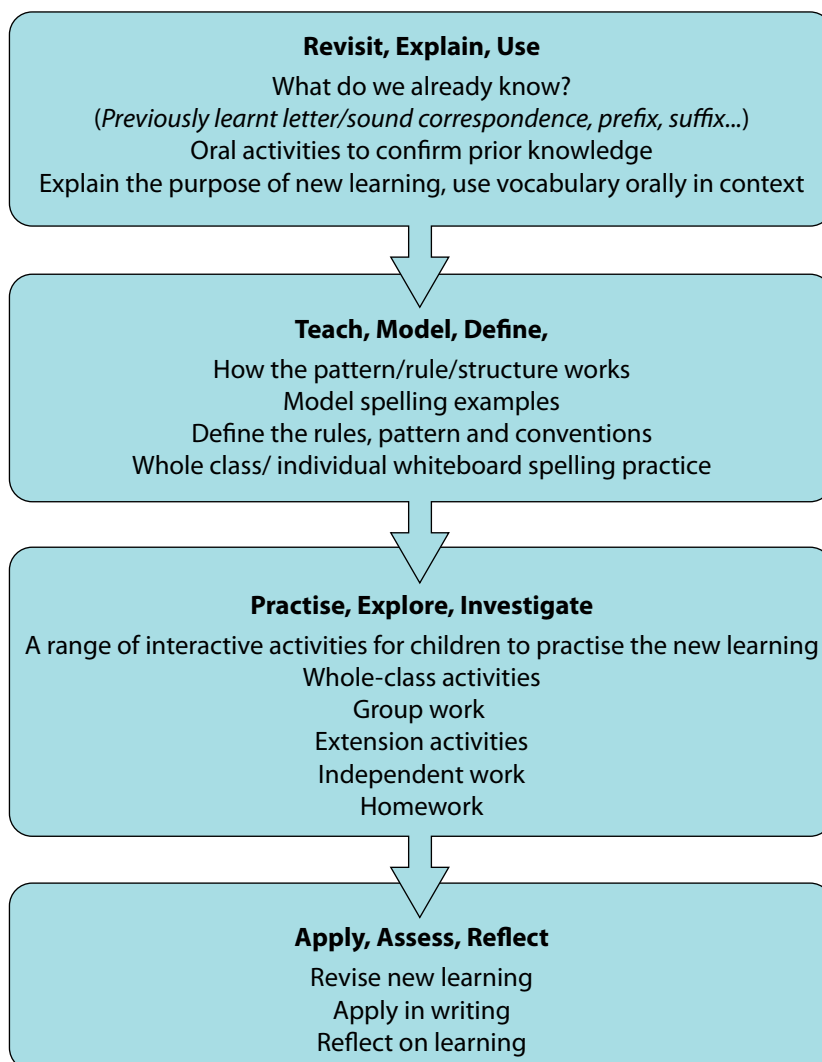 Revisit, Explain, Use
What do we already know?
(Previously learnt letter/sound correspondence, prefix, suffix...)
Oral activities to confirm prior knowledge
Explain the purpose of new learning, use vocabulary orally in context
Teach, Model, Define,
How the pattern/rule/structure works
Model spelling examples
Define the rules, pattern and conventions
Whole class/ individual whiteboard spelling practice
Practise, Explore, Investigate
A range of interactive activities for children to practise the new learning
Whole-class activities
Group work
Extension activities
Independent work
Homework
Apply, Assess, Reflect
Revise new learning
Apply in writing
Reflect on learning